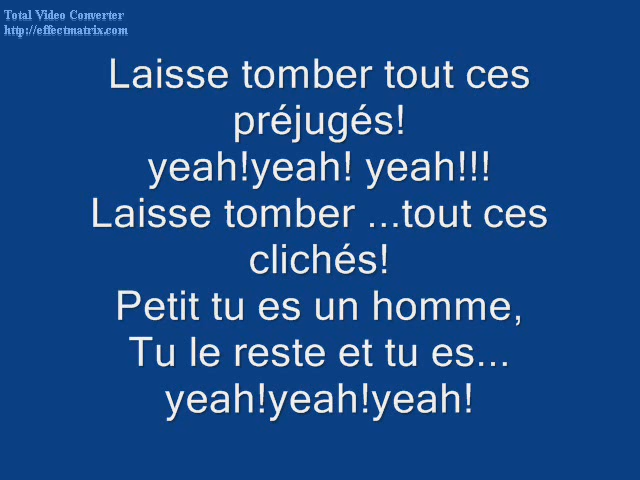 Total Video Converter
http://effectmatrix.com
Laisse tomber tout ces
préjugés!
yeah!yeah! yeah!!!
Laisse tomber ...tout ces
clichés!
Petit tu es un homme,
Tu le reste et tu es...
yeah!yeah!yeah!